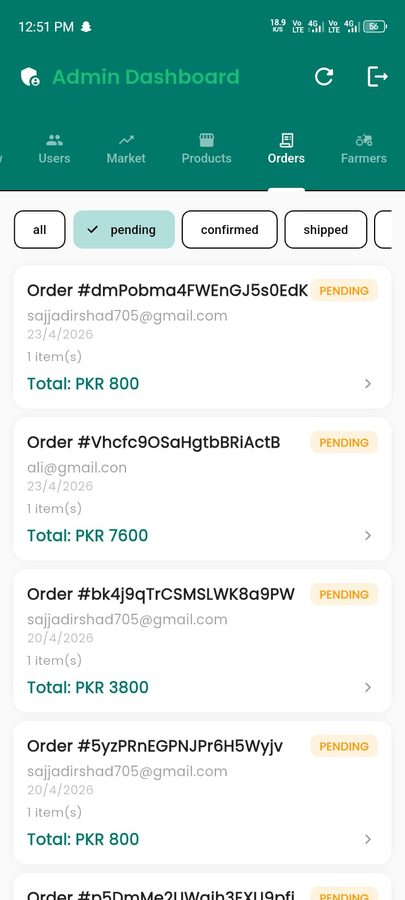 12:51 PM
18.9 K/S Vo LTE 4G Vo LTE 4G 56
Admin Dashboard
Users Market Products Orders Farmers
all pending confirmed shipped
Order #dmPobma4FWEnGJ5s0EdK PENDING
sajjadirshad705@gmail.com
23/4/2026
1 item(s)
Total: PKR 800
Order #Vhcfc9OSaHgtbBRiActB PENDING
ali@gmail.con
23/4/2026
1 item(s)
Total: PKR 7600
Order #bk4j9qTrCSMSLWK8a9PW PENDING
sajjadirshad705@gmail.com
20/4/2026
1 item(s)
Total: PKR 3800
Order #5yzPRnEGPNJPr6H5Wyjv PENDING
sajjadirshad705@gmail.com
20/4/2026
1 item(s)
Total: PKR 800
Order PENDING